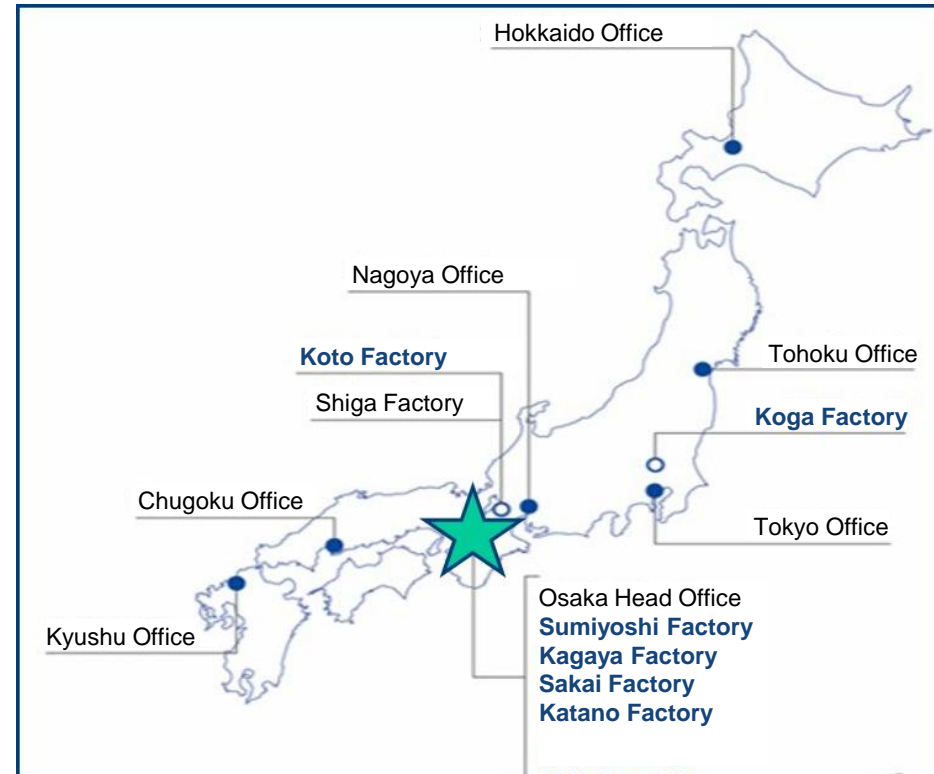 Hokkaido Office
Nagoya Office
Koto Factory
Shiga Factory
Tohoku Office
Koga Factory
Chugoku Office
Tokyo Office
Kyushu Office
Osaka Head Office
Sumiyoshi Factory
Kagaya Factory
Sakai Factory
Katano Factory